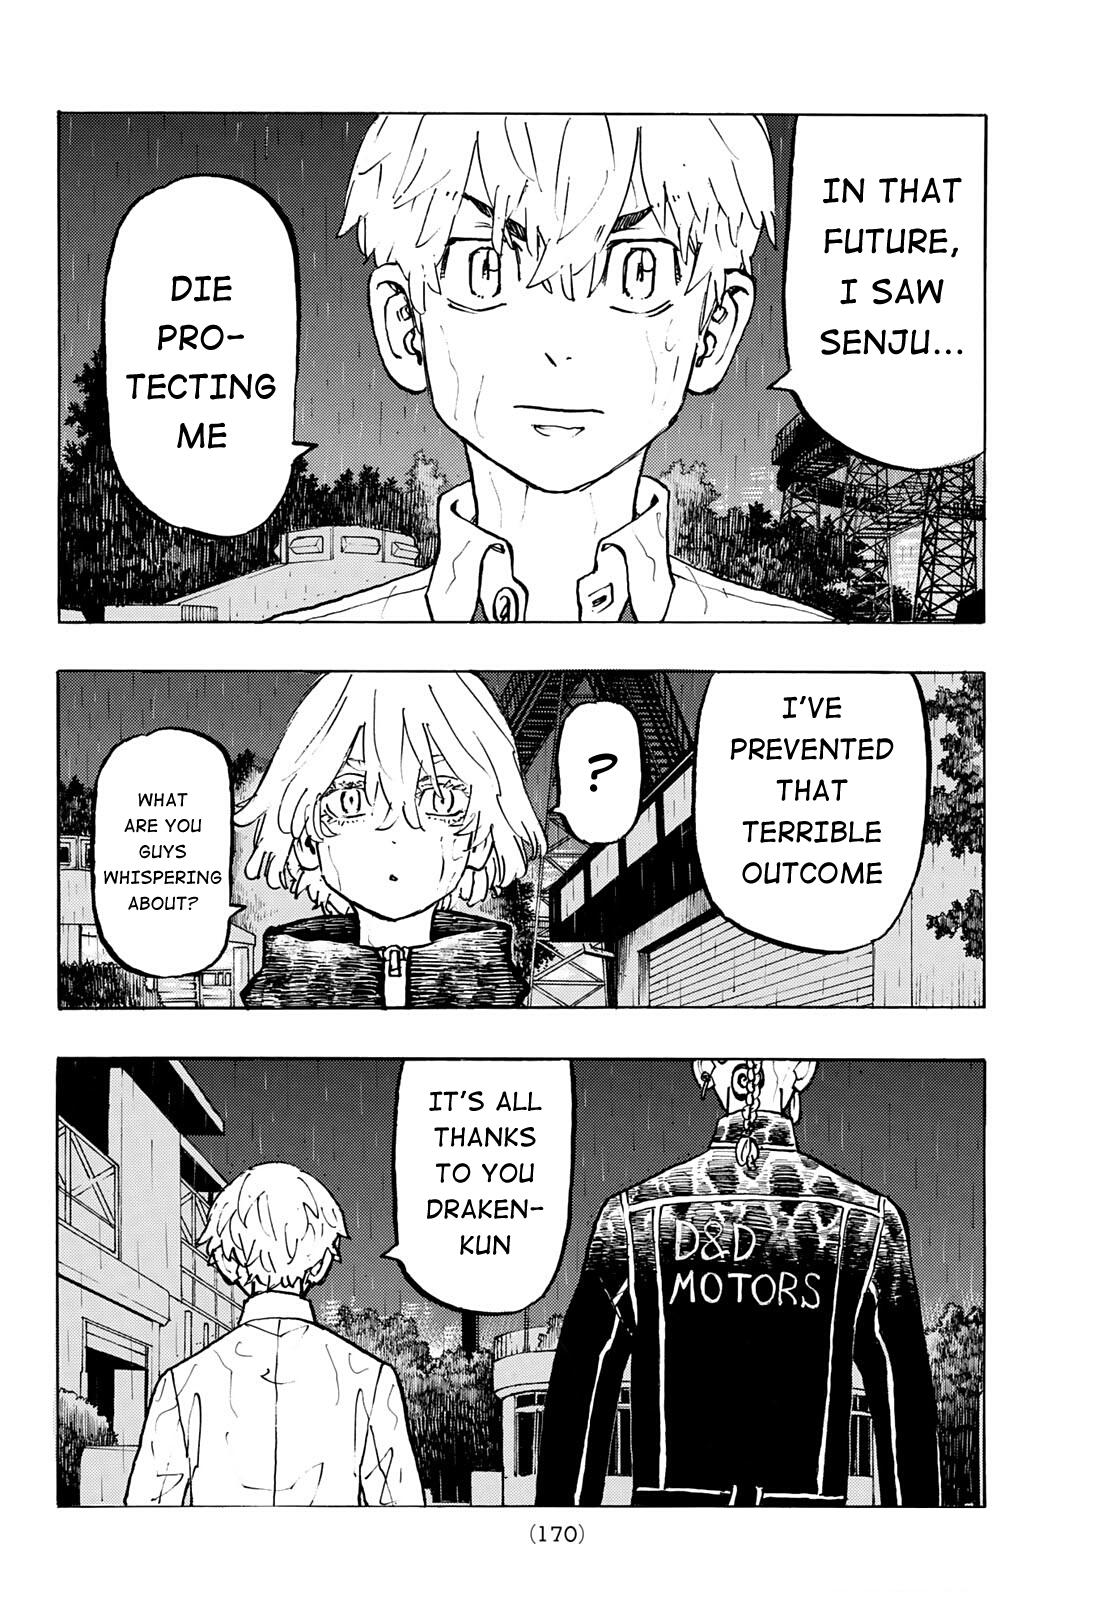 IN THAT
FUTURE,
I SAW
SENJU...
DIE
PRO-
TECTING
ME
I'VE
PREVENTED
THAT
TERRIBLE
OUTCOME
?
WHAT
ARE YOU
GUYS
WHISPERING
ABOUT?
IT'S ALL
THANKS
TO YOU
DRAKEN-
KUN
D&D
MOTORS
(170)